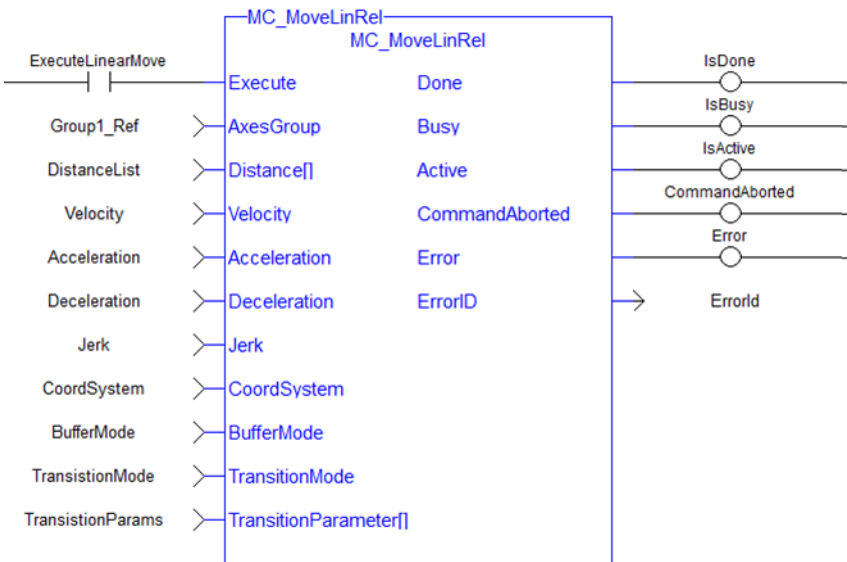 MC_MoveLinRel
MC_MoveLinRel
ExecuteLinearMove Execute Done IsDone
Group1_Ref AxesGroup Busy IsBusy
DistanceList Distance[] Active IsActive
Velocity Velocity CommandAborted CommandAborted
Acceleration Acceleration Error Error
Deceleration Deceleration ErrorID ErrorId
Jerk Jerk
CoordSystem CoordSystem
BufferMode BufferMode
TransistionMode TransitionMode
TransistionParams TransitionParameter[]